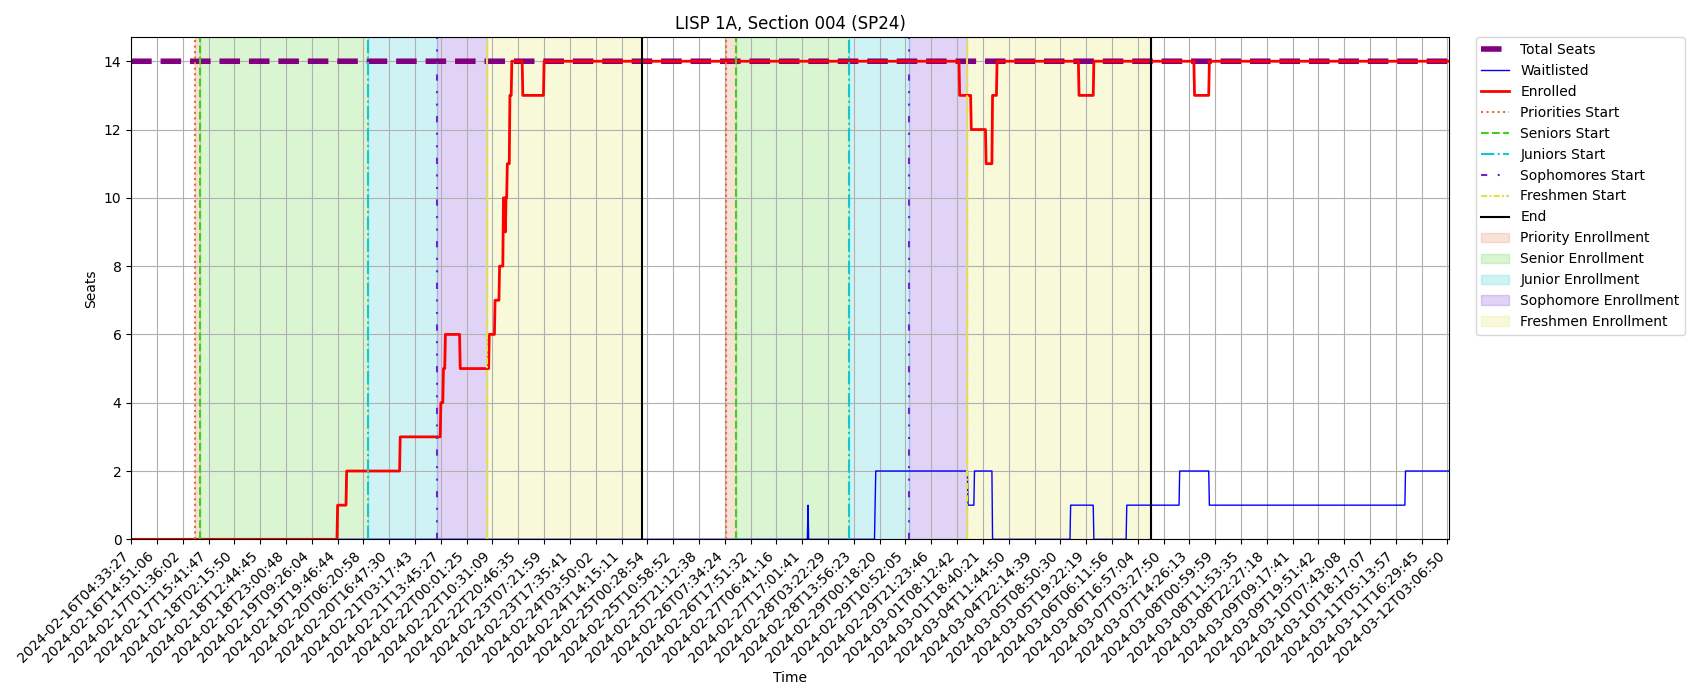 LISP 1A, Section 004 (SP24)
Seats
14
12
10
8
6
4
2
0
2024-02-16T04:33:27
2024-02-16T14:51:06
2024-02-17T01:36:02
2024-02-17T15:41:47
2024-02-18T02:15:50
2024-02-18T12:44:45
2024-02-18T23:00:48
2024-02-19T09:26:04
2024-02-19T19:46:44
2024-02-20T06:20:58
2024-02-20T16:47:30
2024-02-21T03:17:43
2024-02-21T13:45:27
2024-02-22T00:01:25
2024-02-22T10:31:09
2024-02-22T20:46:35
2024-02-23T07:21:59
2024-02-23T17:35:41
2024-02-24T03:50:02
2024-02-24T14:15:11
2024-02-25T00:28:54
2024-02-25T10:58:52
2024-02-25T21:12:38
2024-02-26T07:34:24
2024-02-26T17:51:32
2024-02-27T06:41:16
2024-02-27T17:01:41
2024-02-28T03:22:29
2024-02-28T13:56:23
2024-02-29T00:18:20
2024-02-29T10:52:05
2024-02-29T21:23:46
2024-03-01T08:12:42
2024-03-01T18:40:21
2024-03-04T11:44:50
2024-03-04T22:14:39
2024-03-05T08:50:30
2024-03-05T19:22:19
2024-03-06T06:11:56
2024-03-06T16:57:04
2024-03-07T03:27:50
2024-03-07T14:26:13
2024-03-08T00:59:59
2024-03-08T11:53:35
2024-03-08T22:27:18
2024-03-09T09:17:41
2024-03-09T19:51:42
2024-03-10T07:43:08
2024-03-10T18:17:07
2024-03-11T05:13:57
2024-03-11T16:29:45
2024-03-12T03:06:50
Time
Total Seats
Waitlisted
Enrolled
Priorities Start
Seniors Start
Juniors Start
Sophomores Start
Freshmen Start
End
Priority Enrollment
Senior Enrollment
Junior Enrollment
Sophomore Enrollment
Freshmen Enrollment